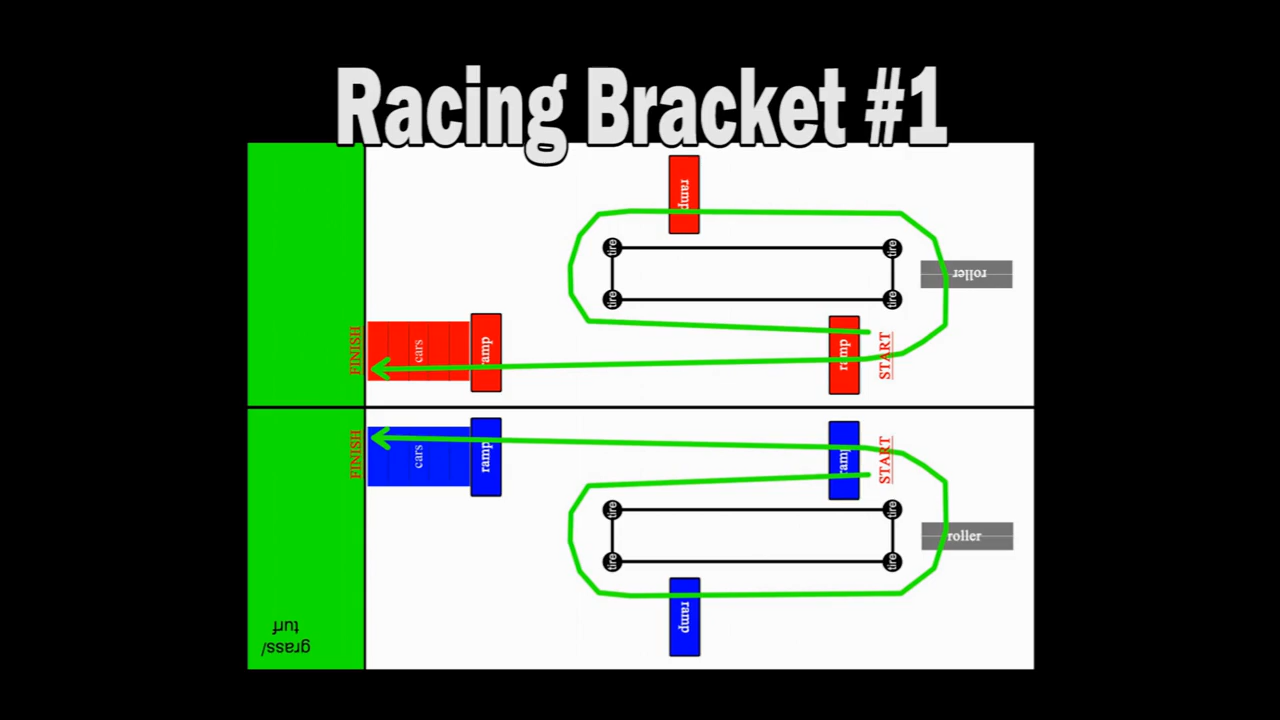 Racing Bracket #1
ramp
tire
tire
roller
tire
tire
FINISH
cars
ramp
ramp
START
FINISH
cars
ramp
ramp
START
tire
tire
roller
tire
tire
ramp
grass/
turf